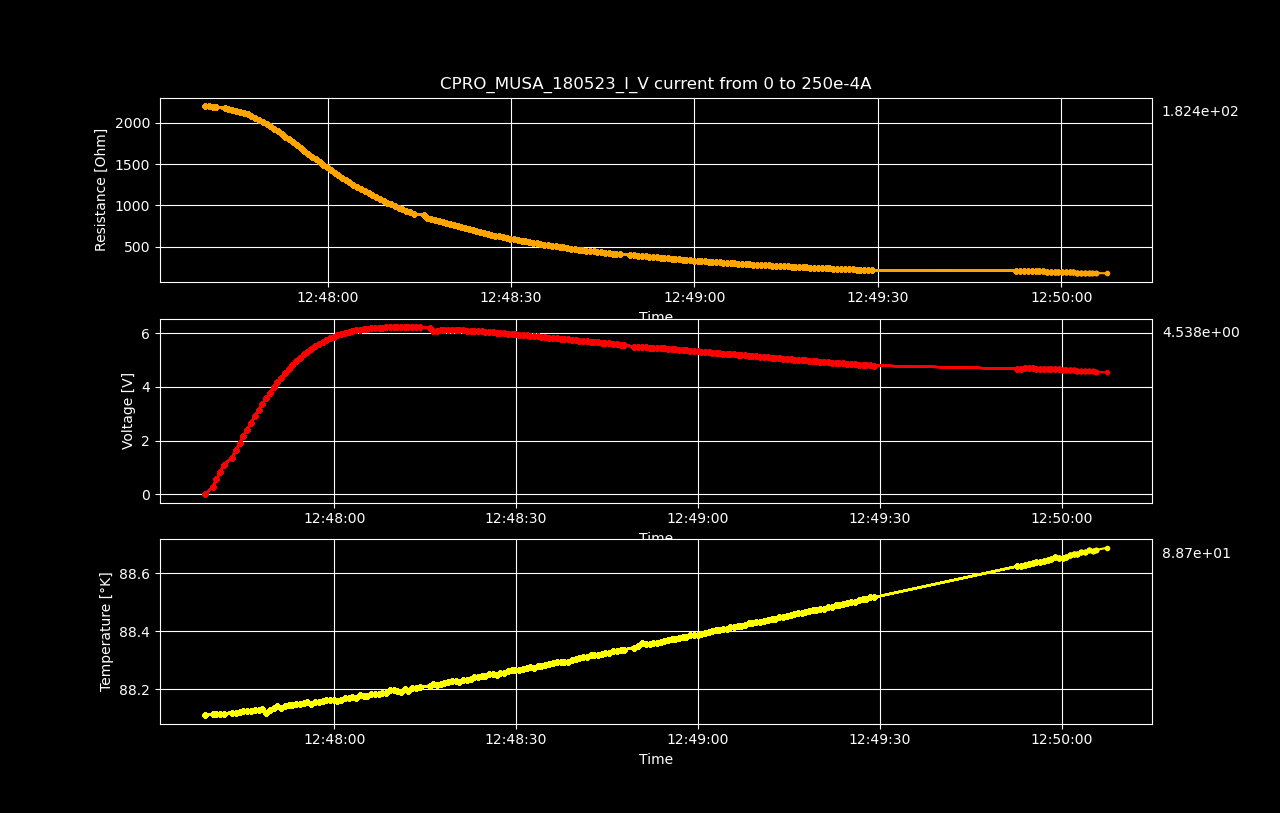 CPRO_MUSA_180523_I_V current from 0 to 250e-4A
1.824e+02
Resistance [Ohm]
2000
1500
1000
500
12:48:00 12:48:30 12:49:00 12:49:30 12:50:00
Time
4.538e+00
Voltage [V]
6
4
2
0
12:48:00 12:48:30 12:49:00 12:49:30 12:50:00
Time
8.87e+01
Temperature [°K]
88.6
88.4
88.2
12:48:00 12:48:30 12:49:00 12:49:30 12:50:00
Time